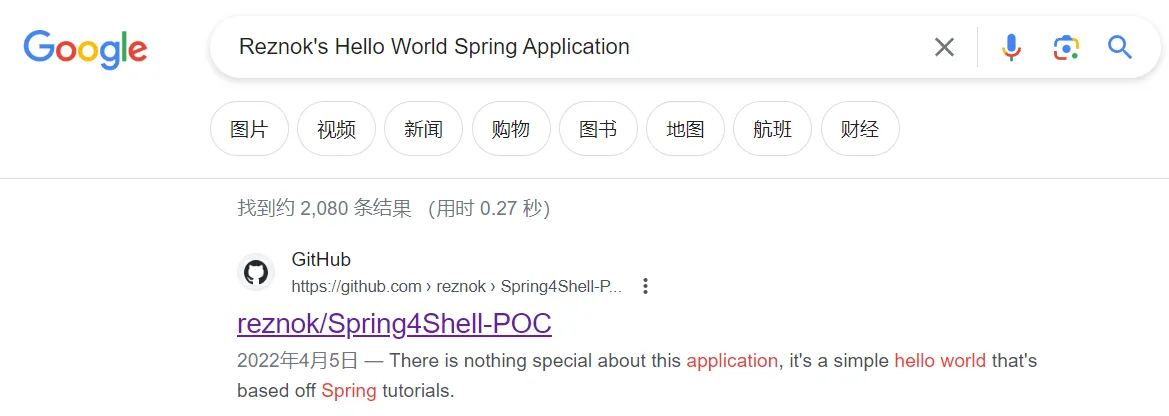 Google
Reznok's Hello World Spring Application
图片 视频 新闻 购物 图书 地图 航班 财经
找到约 2,080 条结果 （用时 0.27 秒）
GitHub
https://github.com › reznok › Spring4Shell-P...
reznok/Spring4Shell-POC
2022年4月5日 — There is nothing special about this application, it's a simple hello world that's
based off Spring tutorials.